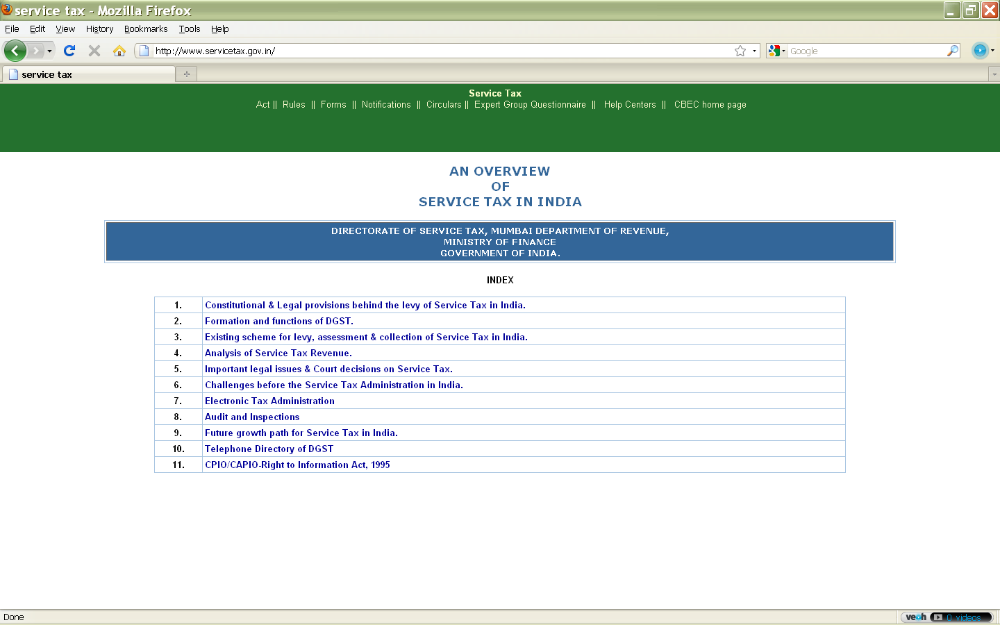 service tax - Mozilla Firefox
File Edit View History Bookmarks Tools Help
http://www.servicetax.gov.in/
Google
service tax
Service Tax
Act || Rules || Forms || Notifications || Circulars || Expert Group Questionnaire || Help Centers || CBEC home page
AN OVERVIEW
OF
SERVICE TAX IN INDIA
DIRECTORATE OF SERVICE TAX, MUMBAI DEPARTMENT OF REVENUE,
MINISTRY OF FINANCE
GOVERNMENT OF INDIA.
INDEX
1. Constitutional & Legal provisions behind the levy of Service Tax in India.
2. Formation and functions of DGST.
3. Existing scheme for levy, assessment & collection of Service Tax in India.
4. Analysis of Service Tax Revenue.
5. Important legal issues & Court decisions on Service Tax.
6. Challenges before the Service Tax Administration in India.
7. Electronic Tax Administration
8. Audit and Inspections
9. Future growth path for Service Tax in India.
10. Telephone Directory of DGST
11. CPIO/CAPIO-Right to Information Act, 1995
Done
veoh 0 videos